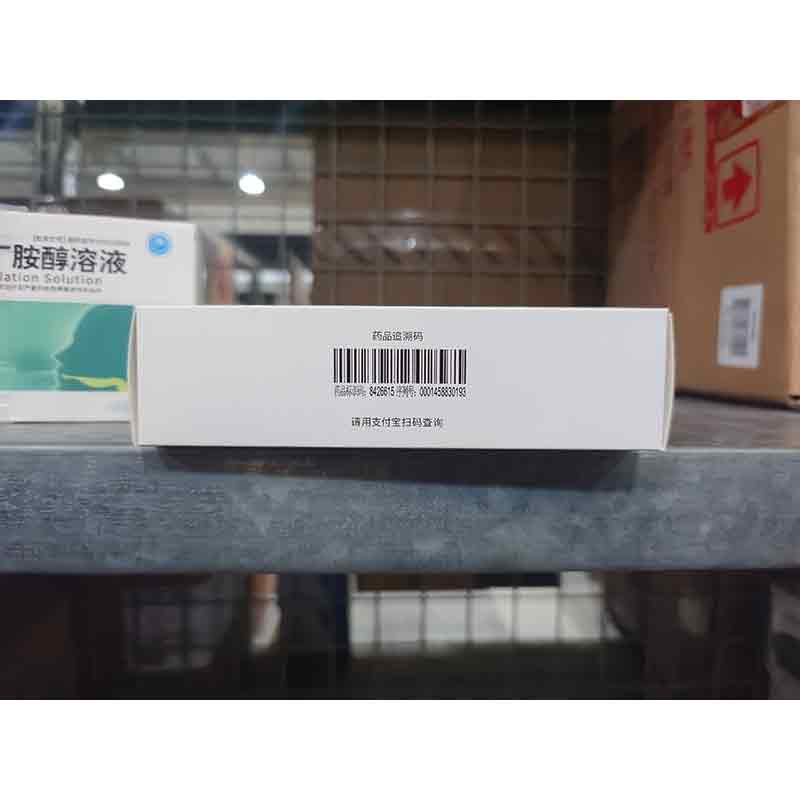 胺醇溶液
lation Solution
药品追溯码
药品标识码：8426615 序列号：0001458830193
请用支付宝扫码查询